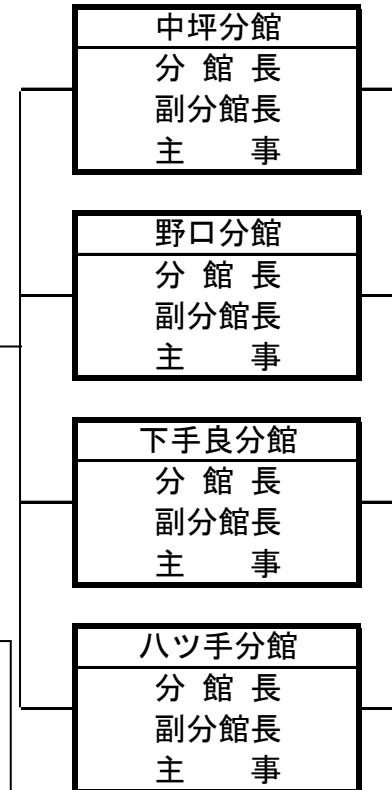 中坪分館
分 館 長
副分館長
主　　事
野口分館
分 館 長
副分館長
主　　事
下手良分館
分 館 長
副分館長
主　　事
八ツ手分館
分 館 長
副分館長
主　　事